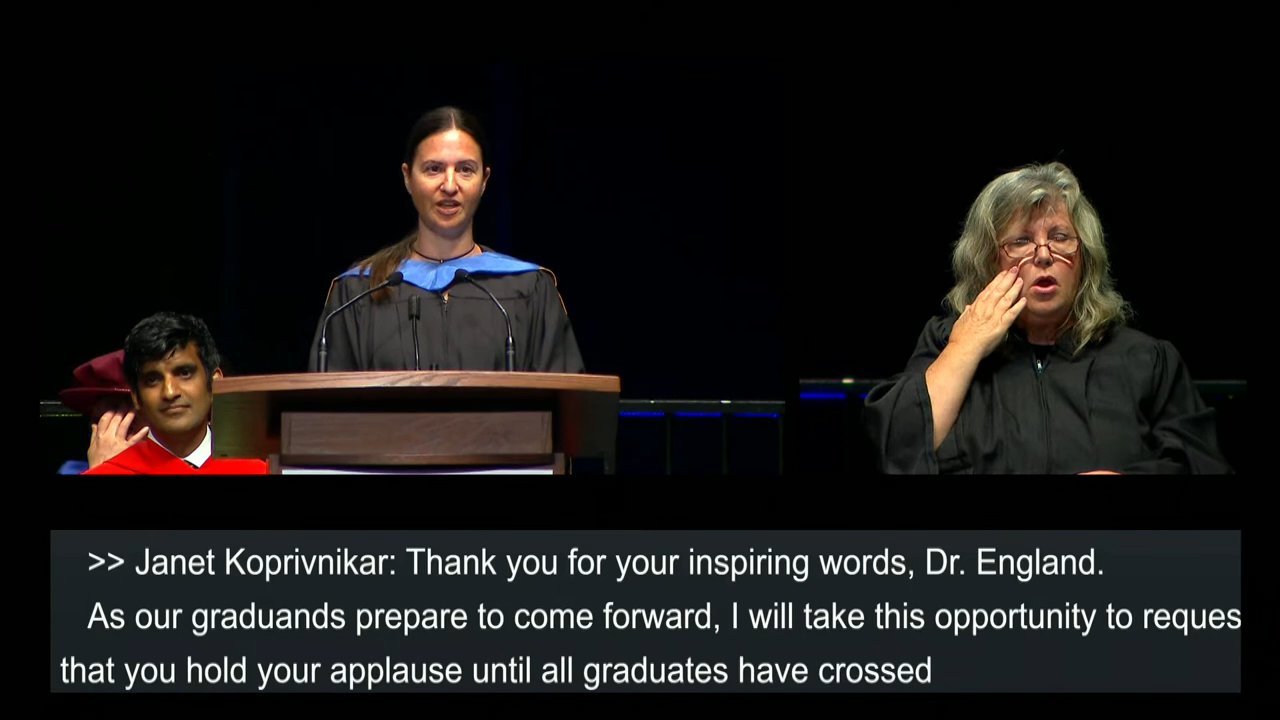 >> Janet Koprivnikar: Thank you for your inspiring words, Dr. England.
As our graduands prepare to come forward, I will take this opportunity to reques
that you hold your applause until all graduates have crossed